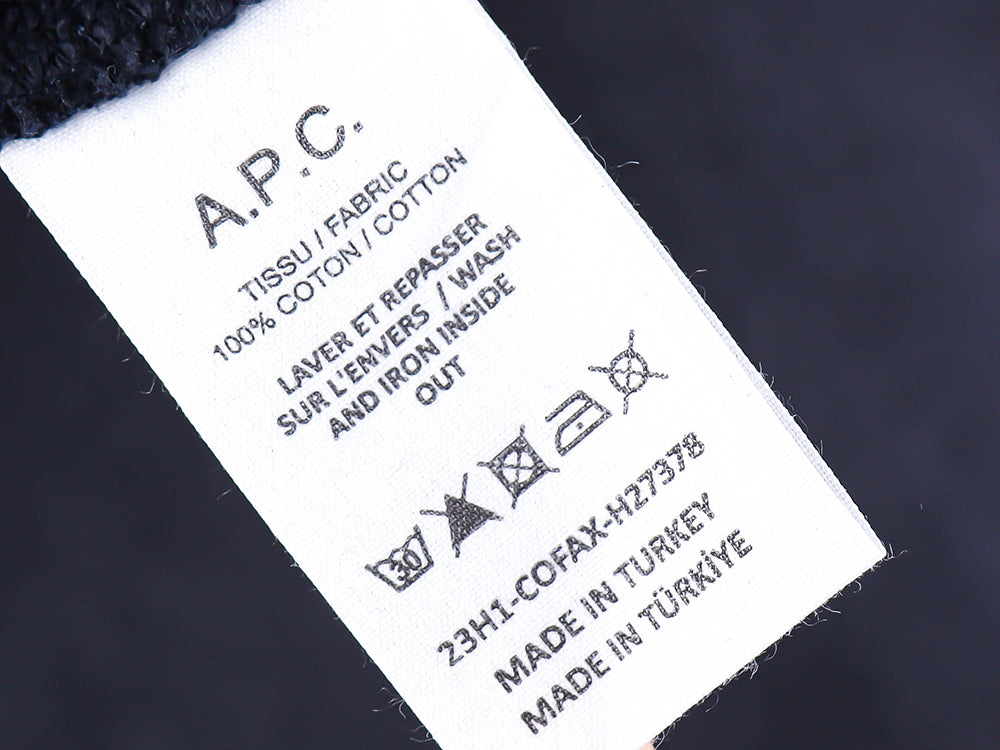 A.P.C.
TISSU / FABRIC
100% COTON / COTTON
LAVER ET REPASSER
SUR L'ENVERS / WASH
AND IRON INSIDE
OUT
30
23H1-COFAX-H27378
MADE IN TURKEY
MADE IN TÜRKİYE